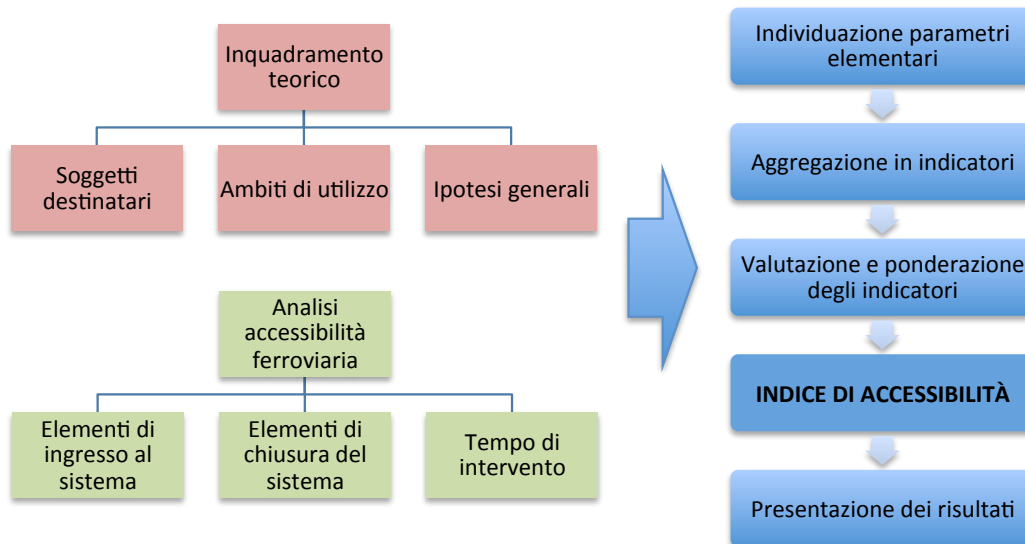 Inquadramento
teorico
Soggetti
destinatari
Ambiti di utilizzo
Ipotesi generali
Analisi
accessibilità
ferroviaria
Elementi di
ingresso al
sistema
Elementi di
chiusura del
sistema
Tempo di
intervento
Individuazione parametri
elementari
Aggregazione in indicatori
Valutazione e ponderazione
degli indicatori
INDICE DI ACCESSIBILITÀ
Presentazione dei risultati